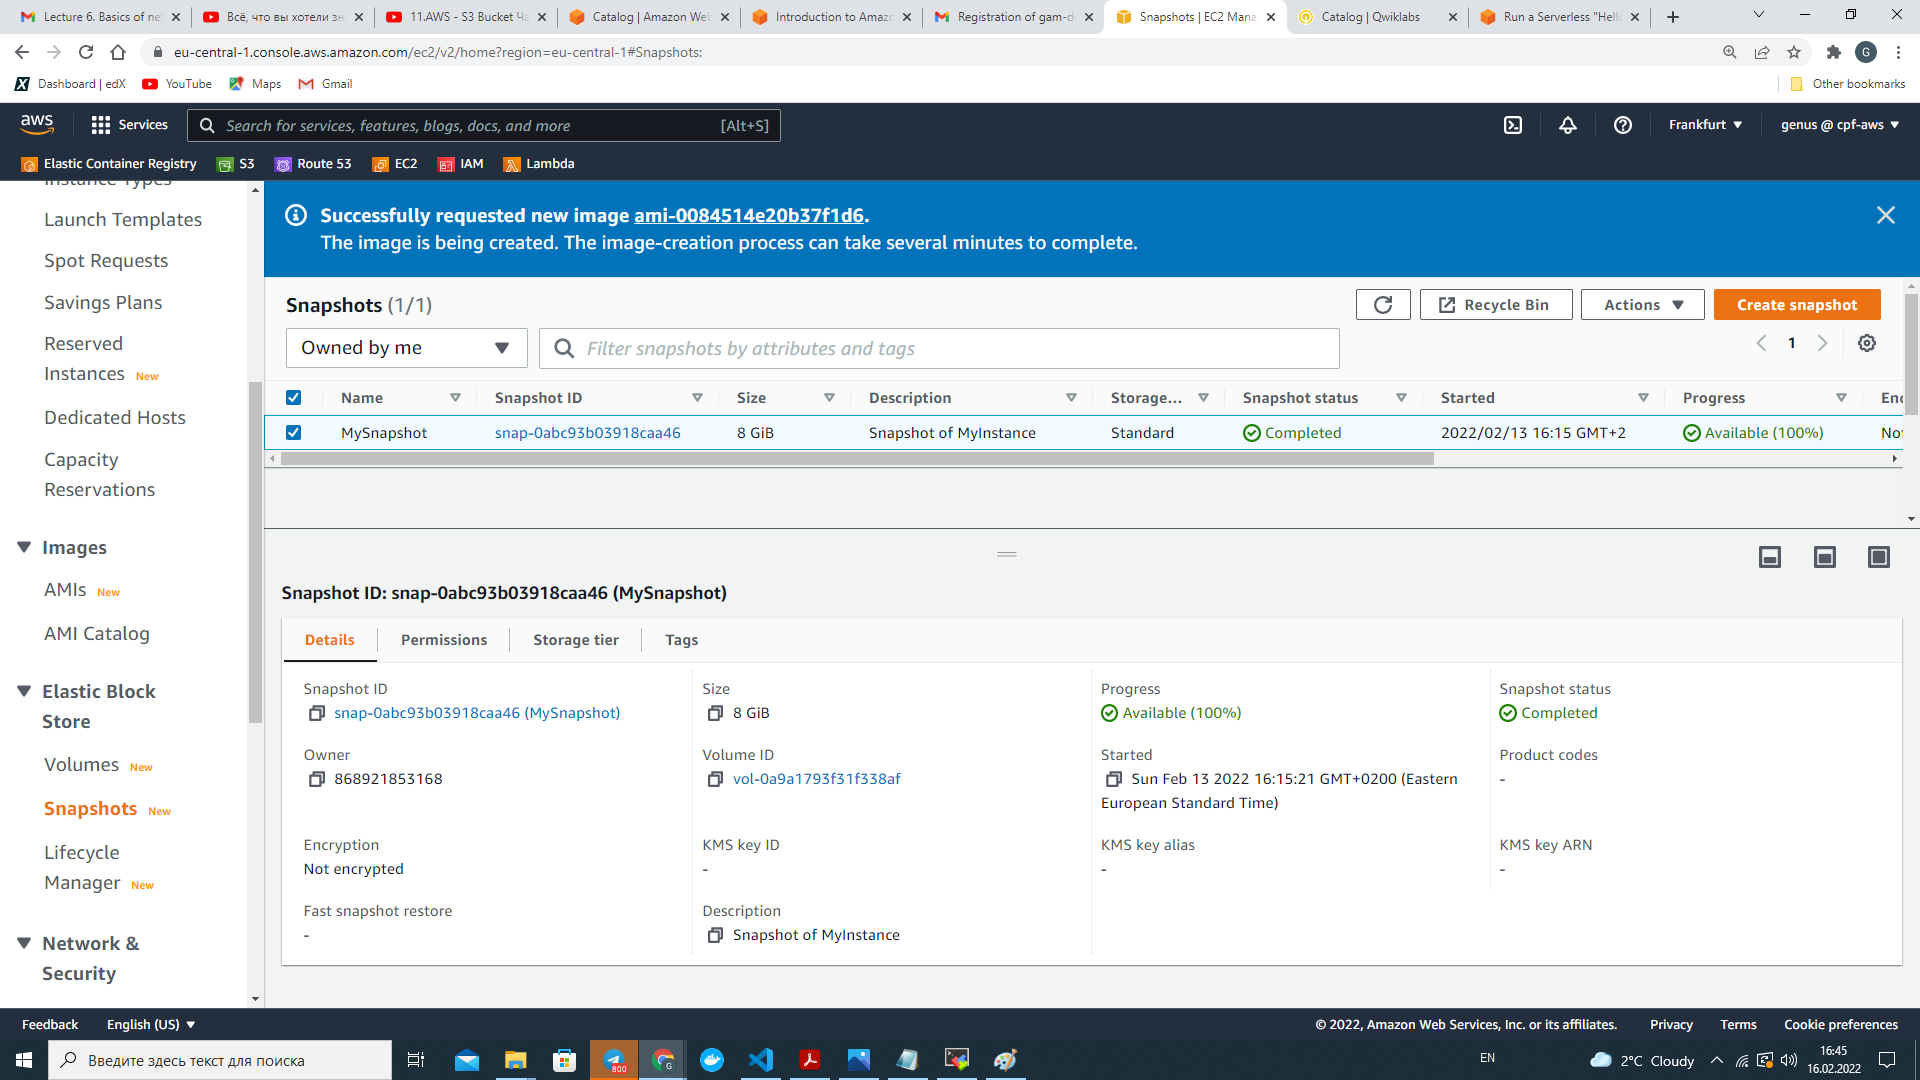 Lecture 6. Basics of ne
Всё, что вы хотели зн
11.AWS - S3 Bucket Ча
Catalog | Amazon Web
Introduction to Amaz
Registration of gam-d
Snapshots | EC2 Mana
Catalog | Qwiklabs
Run a Serverless "Hell
eu-central-1.console.aws.amazon.com/ec2/v2/home?region=eu-central-1#Snapshots:
G
Dashboard | edX
YouTube
Maps
Gmail
Other bookmarks
aws
Services
Search for services, features, blogs, docs, and more
[Alt+S]
Frankfurt
genus @ cpf-aws
Elastic Container Registry
S3
Route 53
EC2
IAM
Lambda
Instance Types
Launch Templates
Spot Requests
Savings Plans
Reserved
Instances New
Dedicated Hosts
Capacity
Reservations
Images
AMIs New
AMI Catalog
Elastic Block
Store
Volumes New
Snapshots New
Lifecycle
Manager New
Network &
Security
Successfully requested new image ami-0084514e20b37f1d6.
The image is being created. The image-creation process can take several minutes to complete.
Snapshots (1/1)
Recycle Bin
Actions
Create snapshot
Owned by me
Filter snapshots by attributes and tags
1
Name
Snapshot ID
Size
Description
Storage...
Snapshot status
Started
Progress
Enc
MySnapshot
snap-0abc93b03918caa46
8 GiB
Snapshot of MyInstance
Standard
Completed
2022/02/13 16:15 GMT+2
Available (100%)
Not
Snapshot ID: snap-0abc93b03918caa46 (MySnapshot)
Details
Permissions
Storage tier
Tags
Snapshot ID
snap-0abc93b03918caa46 (MySnapshot)
Size
8 GiB
Progress
Available (100%)
Snapshot status
Completed
Owner
868921853168
Volume ID
vol-0a9a1793f31f338af
Started
Sun Feb 13 2022 16:15:21 GMT+0200 (Eastern
European Standard Time)
Product codes
-
Encryption
Not encrypted
KMS key ID
-
KMS key alias
-
KMS key ARN
-
Fast snapshot restore
-
Description
Snapshot of MyInstance
Feedback
English (US)
© 2022, Amazon Web Services, Inc. or its affiliates.
Privacy
Terms
Cookie preferences
Введите здесь текст для поиска
800
G
EN
2°C Cloudy
16:45
16.02.2022